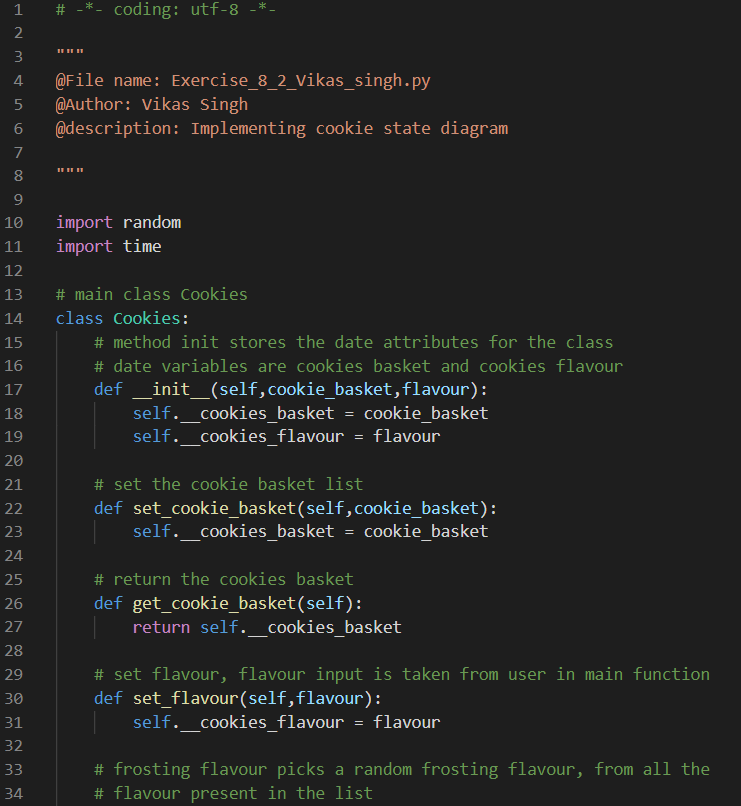 1 # -*- coding: utf-8 -*-
2
3 """
4 @File name: Exercise_8_2_Vikas_singh.py
5 @Author: Vikas Singh
6 @description: Implementing cookie state diagram
7
8 """
9
10 import random
11 import time
12
13 # main class Cookies
14 class Cookies:
15     # method init stores the date attributes for the class
16     # date variables are cookies basket and cookies flavour
17     def __init__(self,cookie_basket,flavour):
18         self.__cookies_basket = cookie_basket
19         self.__cookies_flavour = flavour
20
21     # set the cookie basket list
22     def set_cookie_basket(self,cookie_basket):
23         self.__cookies_basket = cookie_basket
24
25     # return the cookies basket
26     def get_cookie_basket(self):
27         return self.__cookies_basket
28
29     # set flavour, flavour input is taken from user in main function
30     def set_flavour(self,flavour):
31         self.__cookies_flavour = flavour
32
33     # frosting flavour picks a random frosting flavour, from all the
34     # flavour present in the list